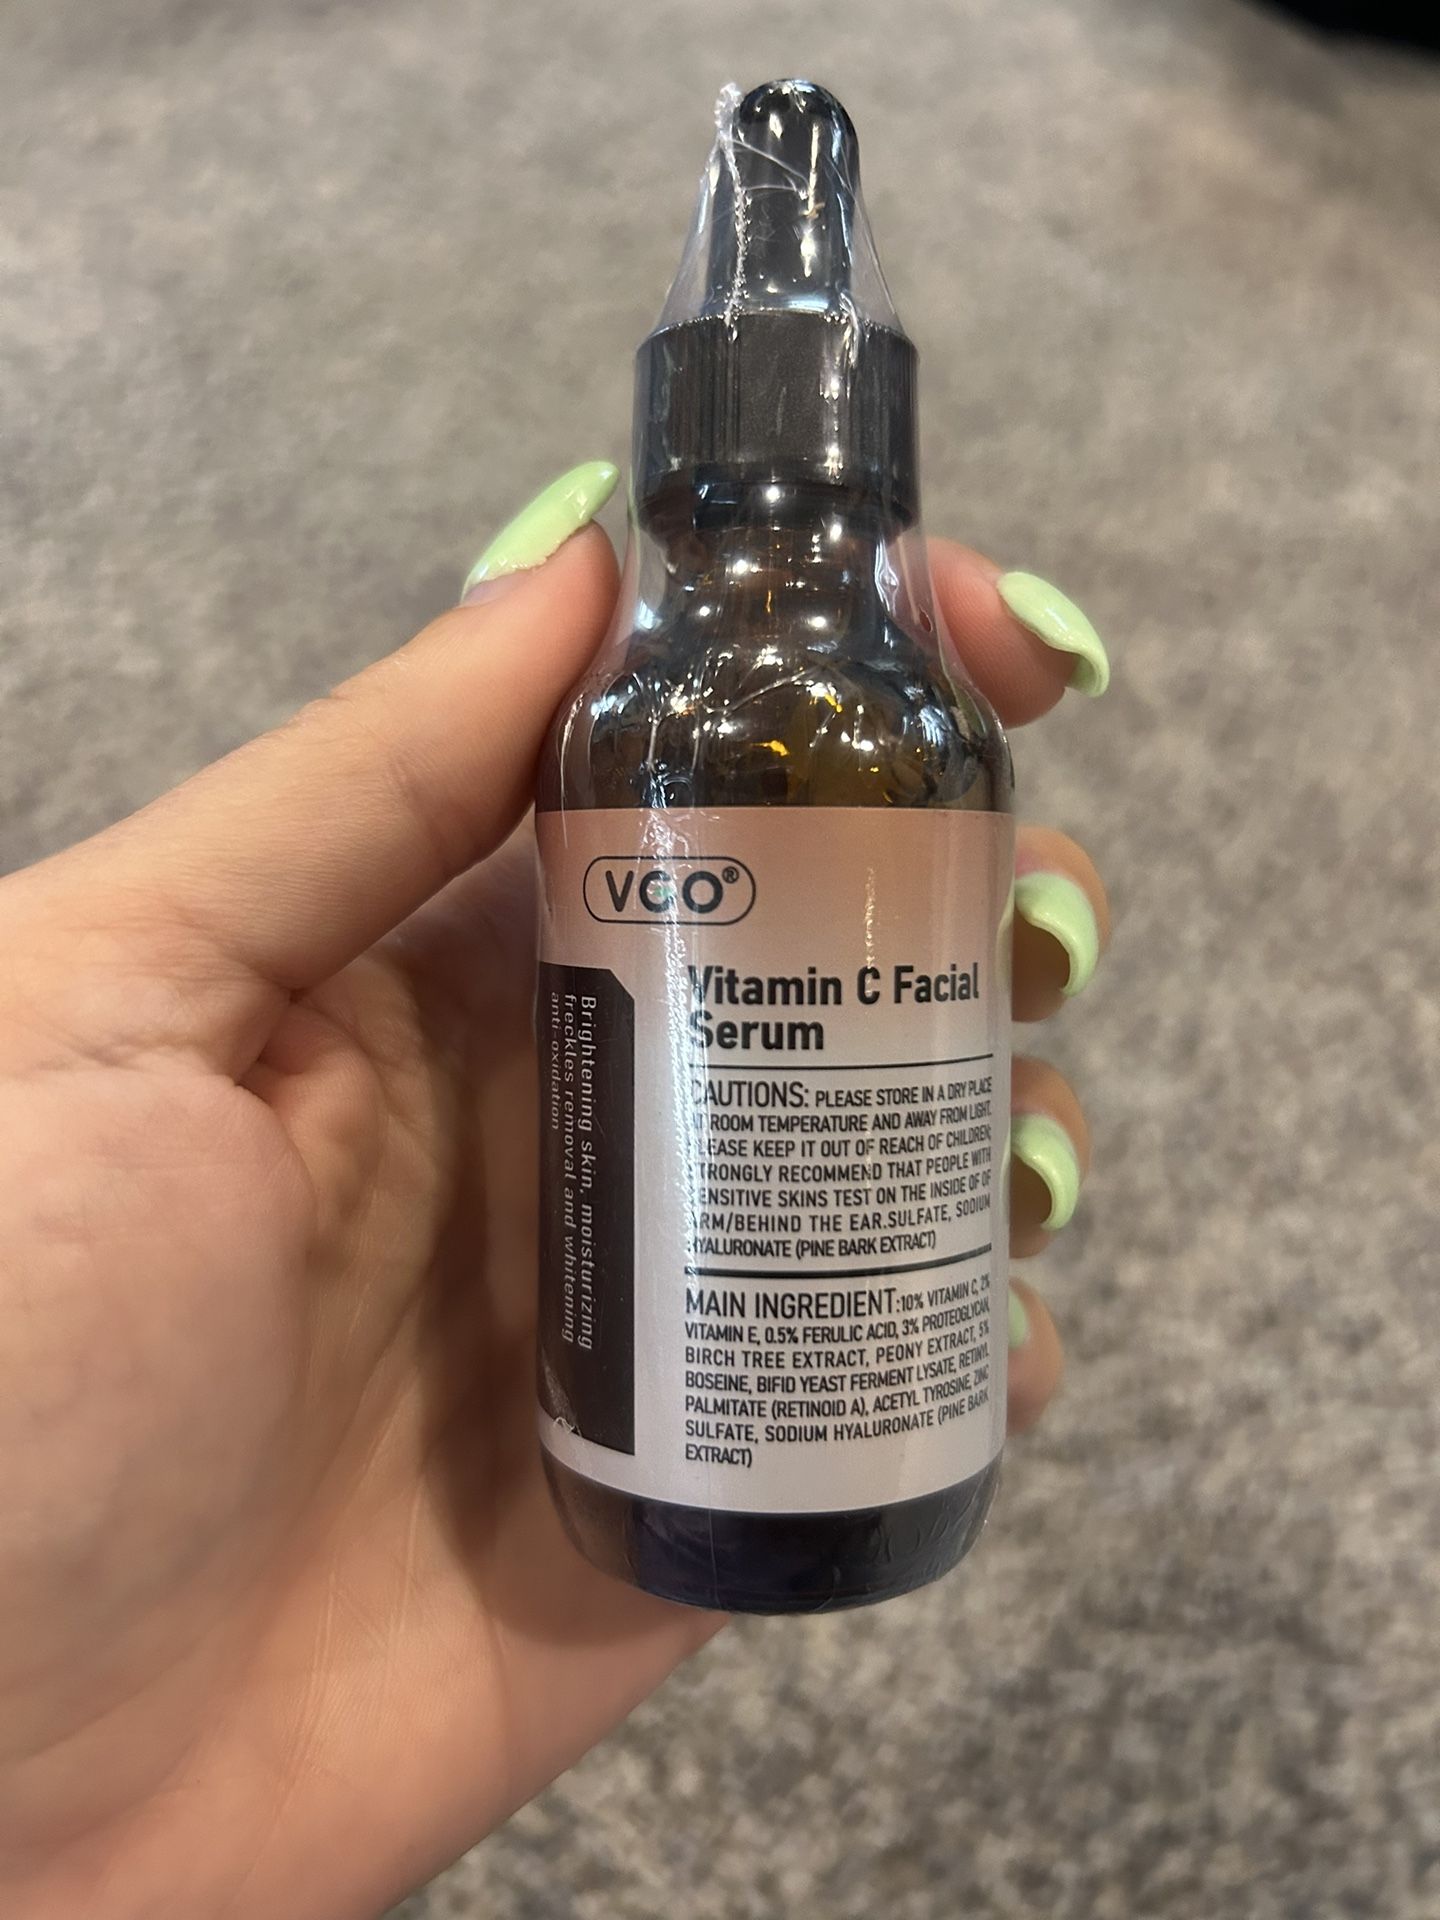 VGO®
Vitamin C Facial
Serum
CAUTIONS: PLEASE STORE IN A DRY PLACE
AT ROOM TEMPERATURE AND AWAY FROM LIGHT.
PLEASE KEEP IT OUT OF REACH OF CHILDREN;
STRONGLY RECOMMEND THAT PEOPLE WITH
SENSITIVE SKINS TEST ON THE INSIDE OF OF
ARM/BEHIND THE EAR.SULFATE, SODIUM
HYALURONATE (PINE BARK EXTRACT)
MAIN INGREDIENT:10% VITAMIN C, 2%
VITAMIN E, 0.5% FERULIC ACID, 3% PROTEOGLYCAN,
BIRCH TREE EXTRACT, PEONY EXTRACT, 5%
BOSEINE, BIFID YEAST FERMENT LYSATE, RETINYL
PALMITATE (RETINOID A), ACETYL TYROSINE, ZINC
SULFATE, SODIUM HYALURONATE (PINE BARK
EXTRACT)
Brightening skin, moisturizing
freckles removal and whitening
anti-oxidation